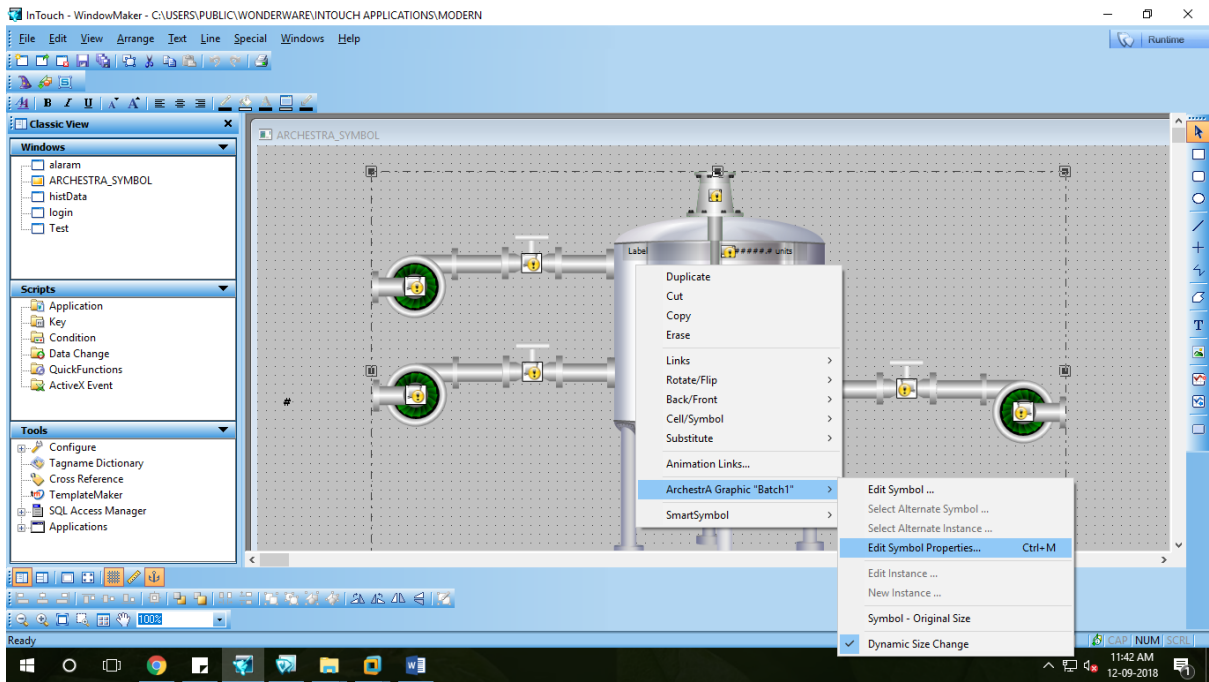 InTouch - WindowMaker - C:\USERS\PUBLIC\WONDERWARE\INTOUCH APPLICATIONS\MODERN
File Edit View Arrange Text Line Special Windows Help
Runtime
Classic View
Windows
alaram
ARCHESTRA_SYMBOL
histData
login
Test
Scripts
Application
Key
Condition
Data Change
QuickFunctions
ActiveX Event
Tools
Configure
Tagname Dictionary
Cross Reference
TemplateMaker
SQL Access Manager
Applications
ARCHESTRA_SYMBOL
Label
#####.# units
#
Duplicate
Cut
Copy
Erase
Links
Rotate/Flip
Back/Front
Cell/Symbol
Substitute
Animation Links...
ArchestrA Graphic "Batch1"
SmartSymbol
Edit Symbol ...
Select Alternate Symbol ...
Select Alternate Instance ...
Edit Symbol Properties... Ctrl+M
Edit Instance ...
New Instance ...
Symbol - Original Size
Dynamic Size Change
100%
Ready
CAP NUM SCRL
11:42 AM
12-09-2018